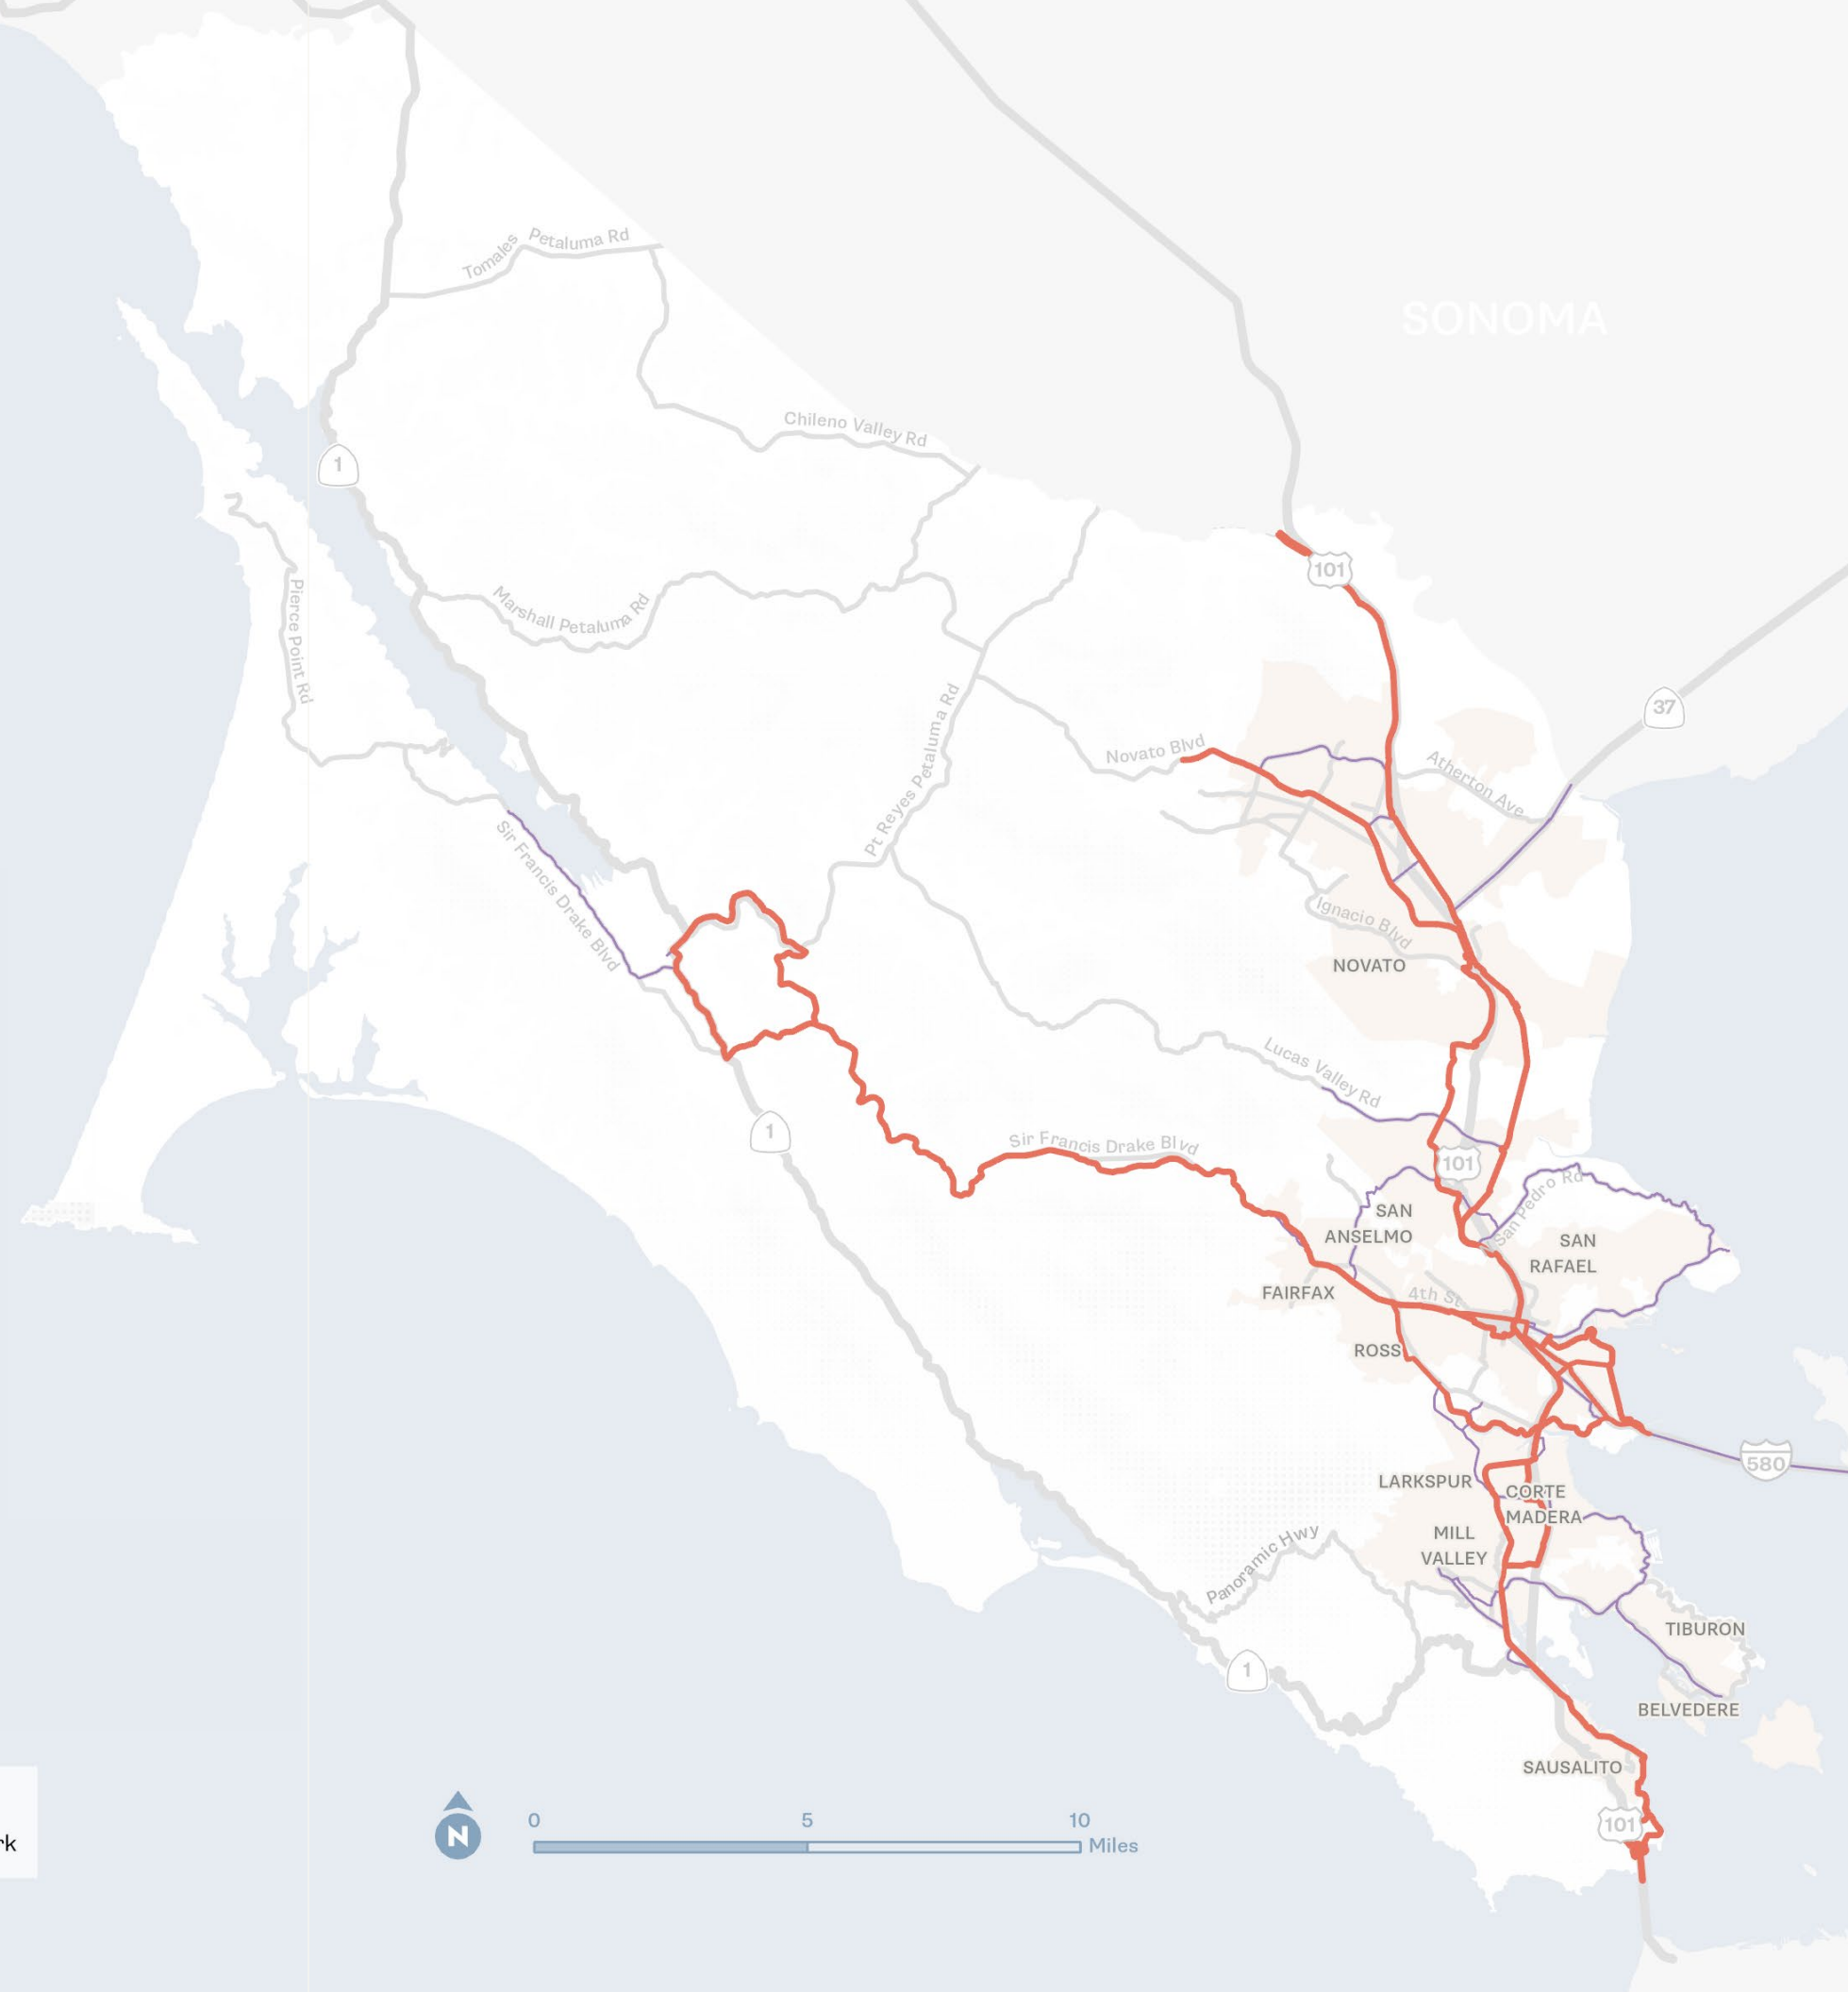 Tomales Petaluma Rd
SONOMA
Chileno Valley Rd
1
101
Marshall Petaluma Rd
Pierce Point Rd
37
Pt Reyes Petaluma Rd
Novato Blvd
Atherton Ave
Sir Francis Drake Blvd
Ignacio Blvd
NOVATO
Lucas Valley Rd
1
Sir Francis Drake Blvd
101
San Pedro Rd
SAN
ANSELMO
SAN
RAFAEL
FAIRFAX
4th St
ROSS
580
LARKSPUR
CORTE
MADERA
MILL
VALLEY
Panoramic Hwy
TIBURON
1
BELVEDERE
SAUSALITO
101
N
0 5 10
Miles
rk